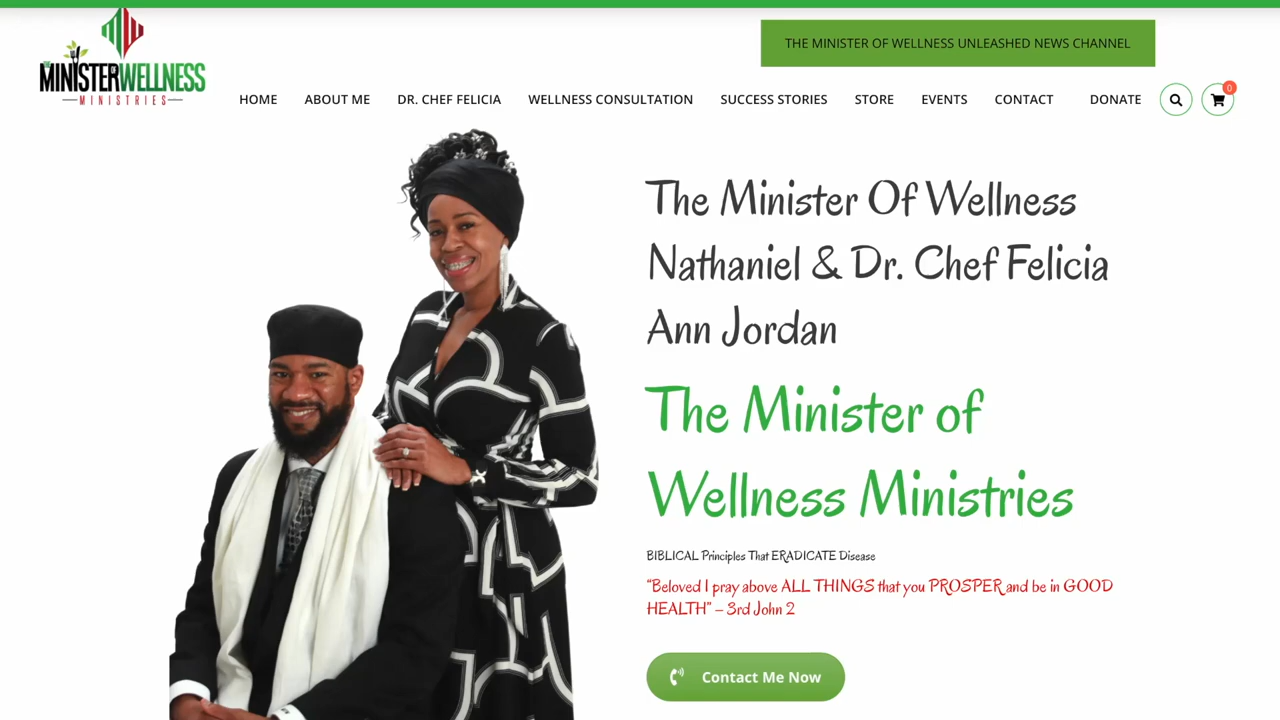 THE MINISTER OF WELLNESS UNLEASHED NEWS CHANNEL
MINISTER OF WELLNESS
MINISTRIES
HOME ABOUT ME DR. CHEF FELICIA WELLNESS CONSULTATION SUCCESS STORIES STORE EVENTS CONTACT DONATE 0
The Minister Of Wellness
Nathaniel & Dr. Chef Felicia
Ann Jordan
The Minister of
Wellness Ministries
BIBLICAL Principles That ERADICATE Disease
“Beloved I pray above ALL THINGS that you PROSPER and be in GOOD
HEALTH” – 3rd John 2
Contact Me Now